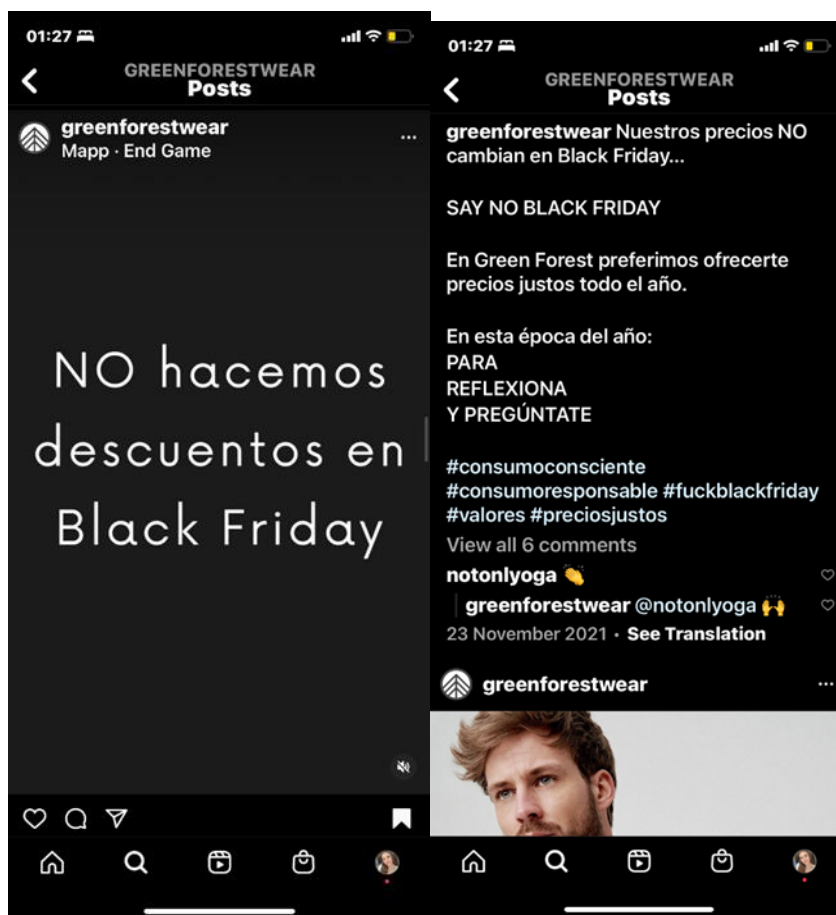 01:27
GREENFORESTWEAR
Posts
greenforestwear
Mapp · End Game
NO hacemos
descuentos en
Black Friday
01:27
GREENFORESTWEAR
Posts
greenforestwear Nuestros precios NO
cambian en Black Friday...
SAY NO BLACK FRIDAY
En Green Forest preferimos ofrecerte
precios justos todo el año.
En esta época del año:
PARA
REFLEXIONA
Y PREGÚNTATE
#consumoconsciente
#consumoresponsable #fuckblackfriday
#valores #preciosjustos
View all 6 comments
notonlyoga 👏
greenforestwear @notonlyoga 🙌
23 November 2021 · See Translation
greenforestwear